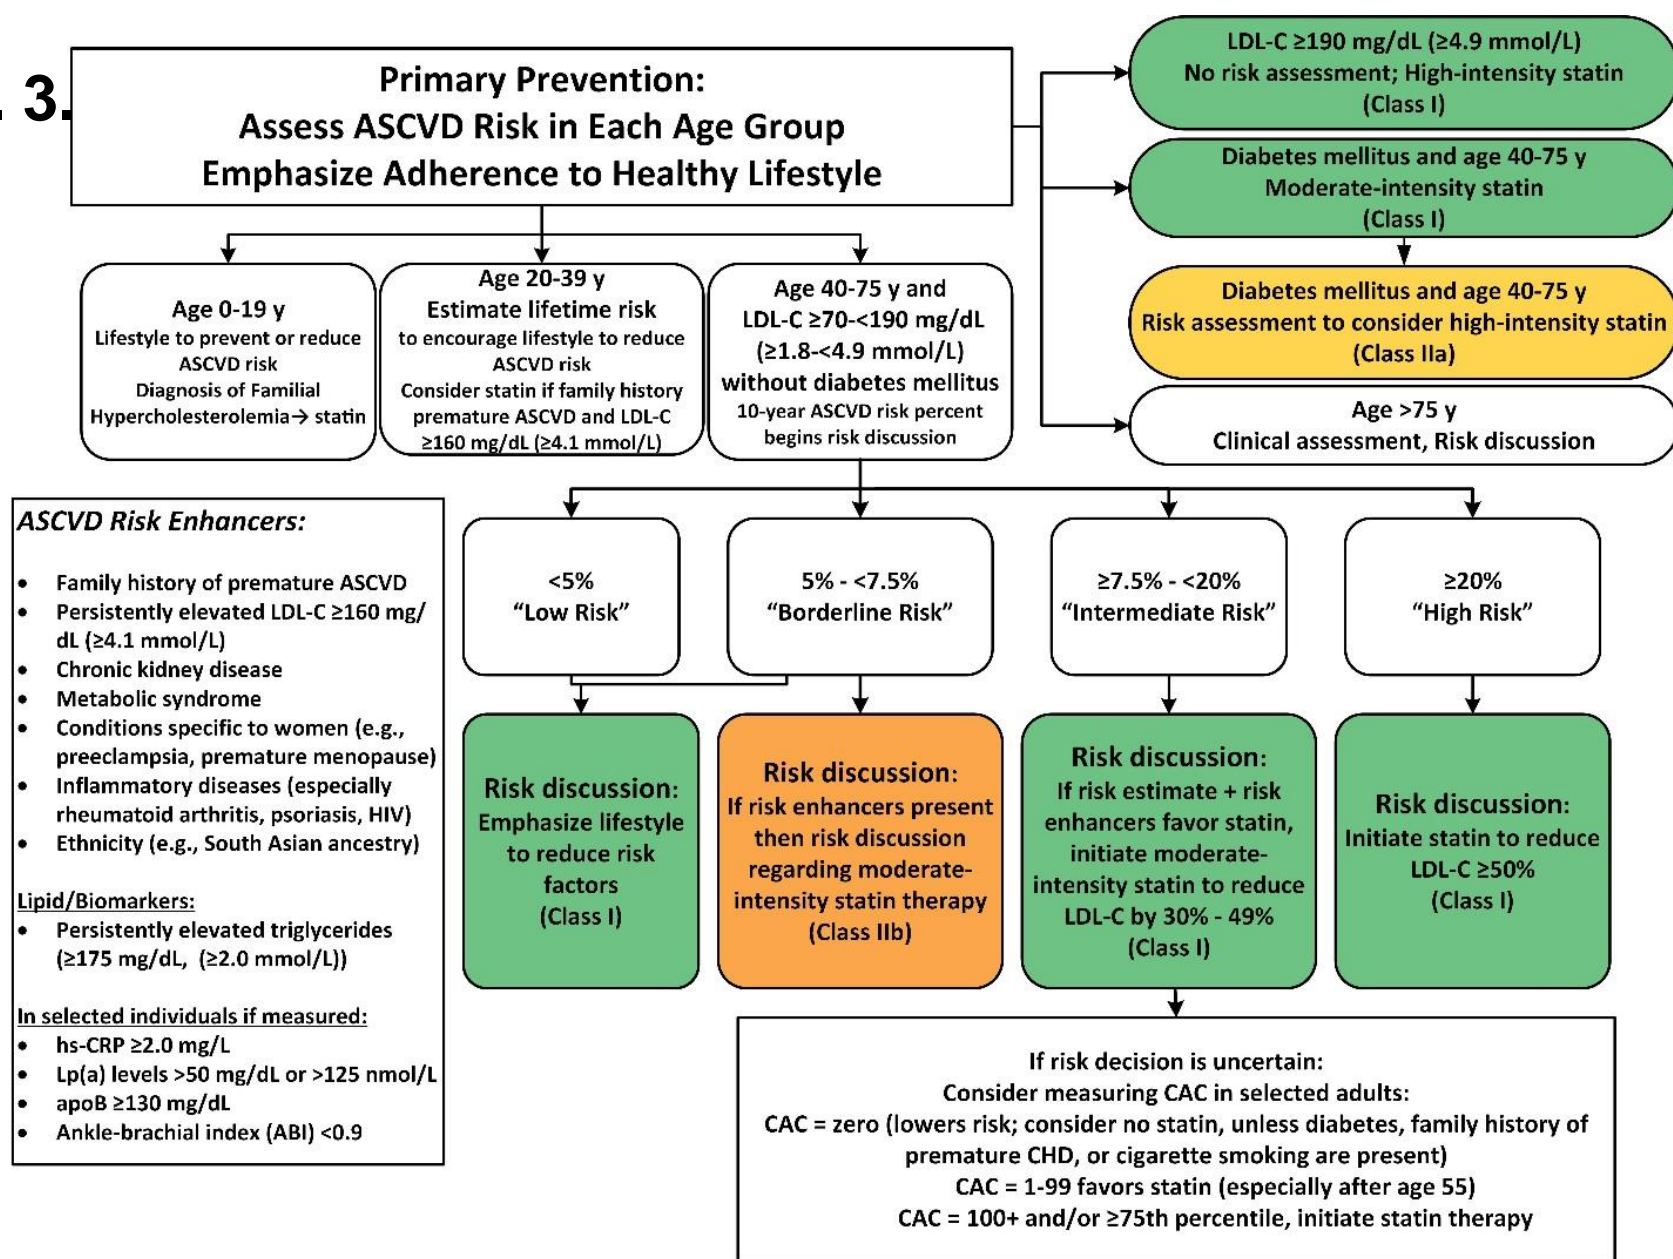 . 3.
Primary Prevention:
Assess ASCVD Risk in Each Age Group
Emphasize Adherence to Healthy Lifestyle
LDL-C ≥190 mg/dL (≥4.9 mmol/L)
No risk assessment; High-intensity statin
(Class I)
Diabetes mellitus and age 40-75 y
Moderate-intensity statin
(Class I)
Diabetes mellitus and age 40-75 y
Risk assessment to consider high-intensity statin
(Class IIa)
Age >75 y
Clinical assessment, Risk discussion
Age 0-19 y
Lifestyle to prevent or reduce
ASCVD risk
Diagnosis of Familial
Hypercholesterolemia→ statin
Age 20-39 y
Estimate lifetime risk
to encourage lifestyle to reduce
ASCVD risk
Consider statin if family history
premature ASCVD and LDL-C
≥160 mg/dL (≥4.1 mmol/L)
Age 40-75 y and
LDL-C ≥70-<190 mg/dL
(≥1.8-<4.9 mmol/L)
without diabetes mellitus
10-year ASCVD risk percent
begins risk discussion
ASCVD Risk Enhancers:
• Family history of premature ASCVD
• Persistently elevated LDL-C ≥160 mg/
dL (≥4.1 mmol/L)
• Chronic kidney disease
• Metabolic syndrome
• Conditions specific to women (e.g.,
preeclampsia, premature menopause)
• Inflammatory diseases (especially
rheumatoid arthritis, psoriasis, HIV)
• Ethnicity (e.g., South Asian ancestry)
Lipid/Biomarkers:
• Persistently elevated triglycerides
(≥175 mg/dL, (≥2.0 mmol/L))
In selected individuals if measured:
• hs-CRP ≥2.0 mg/L
• Lp(a) levels >50 mg/dL or >125 nmol/L
• apoB ≥130 mg/dL
• Ankle-brachial index (ABI) <0.9
<5%
“Low Risk”
5% - <7.5%
“Borderline Risk”
≥7.5% - <20%
“Intermediate Risk”
≥20%
“High Risk”
Risk discussion:
Emphasize lifestyle
to reduce risk
factors
(Class I)
Risk discussion:
If risk enhancers present
then risk discussion
regarding moderate-
intensity statin therapy
(Class IIb)
Risk discussion:
If risk estimate + risk
enhancers favor statin,
initiate moderate-
intensity statin to reduce
LDL-C by 30% - 49%
(Class I)
Risk discussion:
Initiate statin to reduce
LDL-C ≥50%
(Class I)
If risk decision is uncertain:
Consider measuring CAC in selected adults:
CAC = zero (lowers risk; consider no statin, unless diabetes, family history of
premature CHD, or cigarette smoking are present)
CAC = 1-99 favors statin (especially after age 55)
CAC = 100+ and/or ≥75th percentile, initiate statin therapy